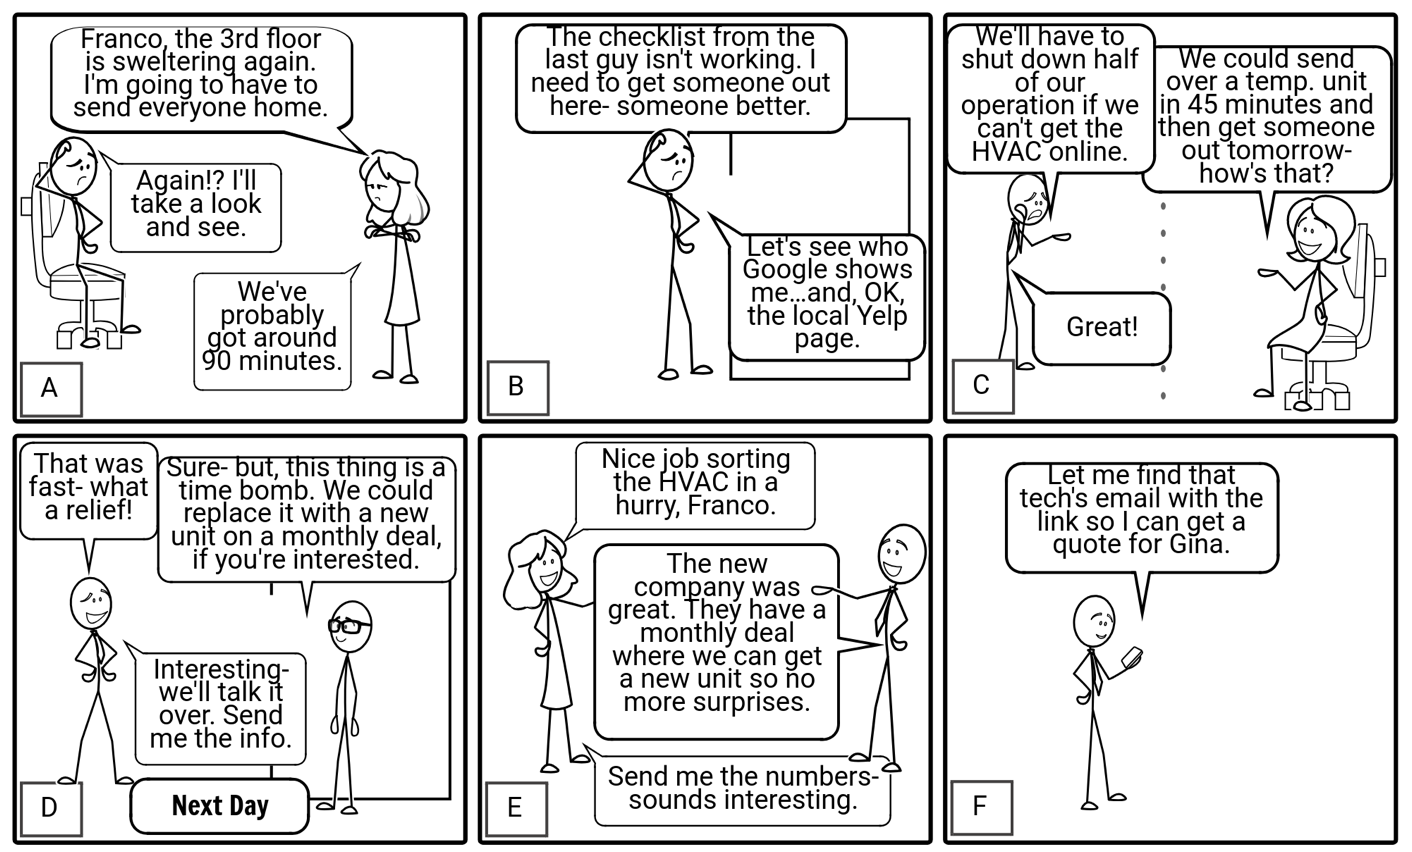 Franco, the 3rd floor
is sweltering again.
I'm going to have to
send everyone home.
Again!? I'll
take a look
and see.
We've
probably
got around
90 minutes.
A
The checklist from the
last guy isn't working. I
need to get someone out
here- someone better.
Let's see who
Google shows
me...and, OK,
the local Yelp
page.
B
We'll have to
shut down half
of our
operation if we
can't get the
HVAC online.
We could send
over a temp. unit
in 45 minutes and
then get someone
out tomorrow-
how's that?
Great!
C
That was
fast- what
a relief!
Sure- but, this thing is a
time bomb. We could
replace it with a new
unit on a monthly deal,
if you're interested.
Interesting-
we'll talk it
over. Send
me the info.
D
Next Day
Nice job sorting
the HVAC in a
hurry, Franco.
The new
company was
great. They have a
monthly deal
where we can get
a new unit so no
more surprises.
Send me the numbers-
sounds interesting.
E
Let me find that
tech's email with the
link so I can get a
quote for Gina.
F